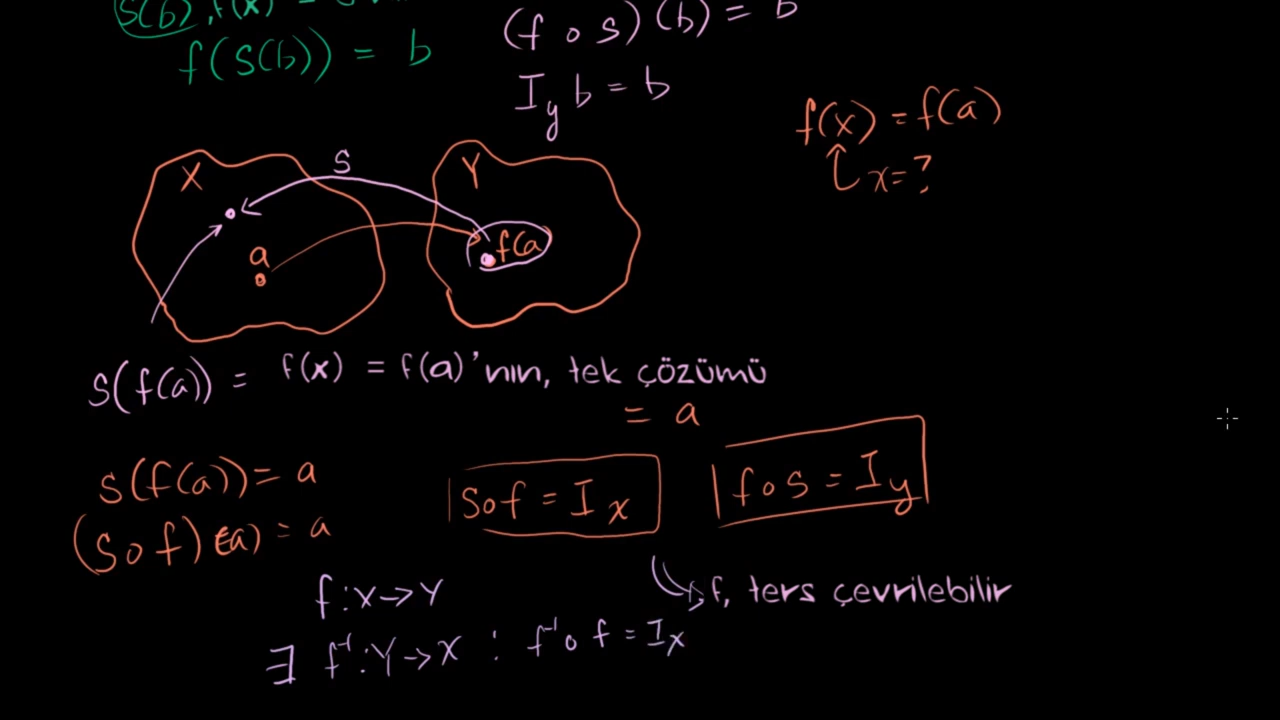 S(b), f(x) =
f(S(b)) = b
(f o s)(b) = b
I_y b = b
f(x) = f(a)
x = ?
X
S
Y
a
f(a)
S(f(a)) = f(x) = f(a)'nın, tek çözümü
= a
s(f(a)) = a
(S o f)(a) = a
S o f = I_x
f o s = I_y
f, ters çevrilebilir
f : X → Y
∃ f⁻¹ : Y → X : f⁻¹ o f = I_x